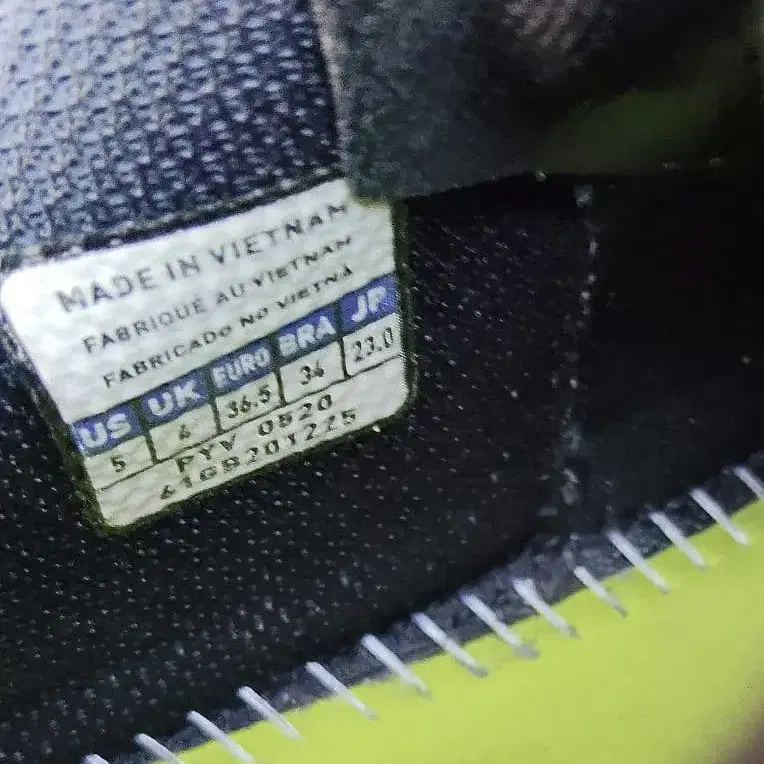 MADE IN VIETNAM
FABRIQUÉ AU VIETNAM
FABRICADO NO VIETNÃ
US UK EURO BRA JP
5 4 36.5 34 23.0
PYV 0520
61GB201225